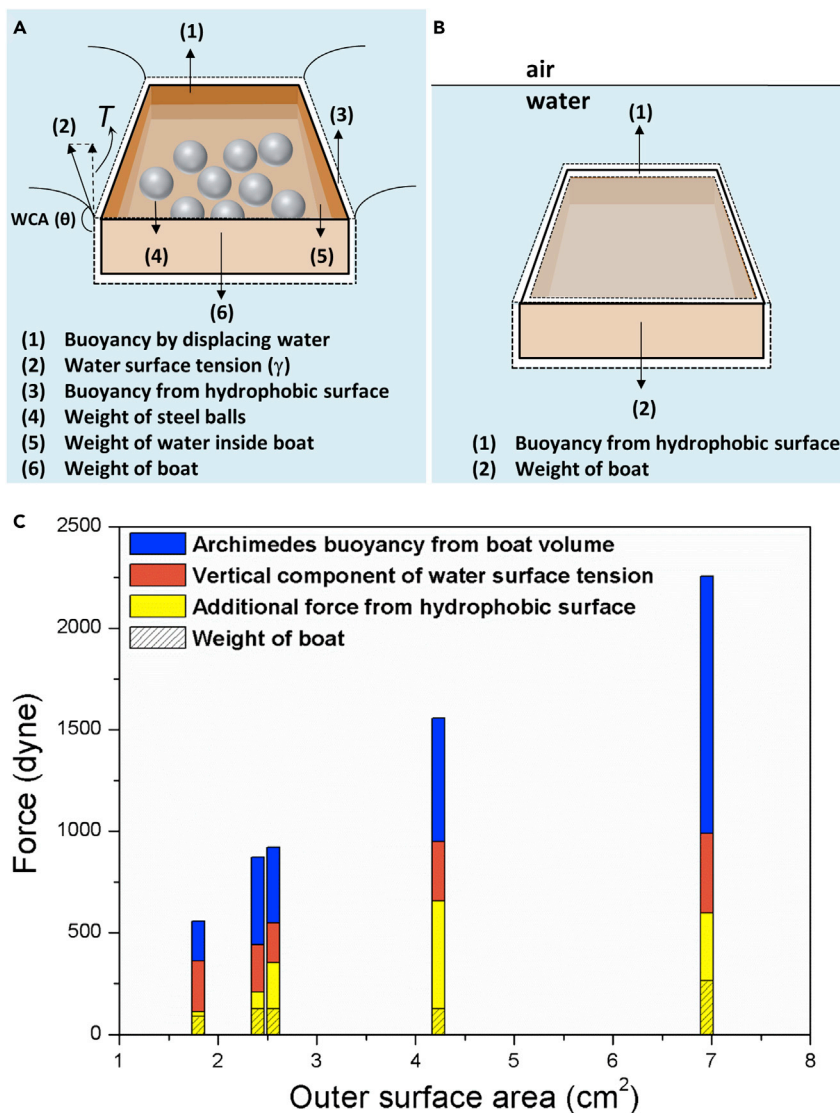 A
(1)
(2)
T
(3)
WCA (θ)
(4)
(5)
(6)
(1) Buoyancy by displacing water
(2) Water surface tension (γ)
(3) Buoyancy from hydrophobic surface
(4) Weight of steel balls
(5) Weight of water inside boat
(6) Weight of boat
B
air
water
(1)
(2)
(1) Buoyancy from hydrophobic surface
(2) Weight of boat
C
Archimedes buoyancy from boat volume
Vertical component of water surface tension
Additional force from hydrophobic surface
Weight of boat
Force (dyne)
2500
2000
1500
1000
500
0
1 2 3 4 5 6 7 8
Outer surface area (cm²)